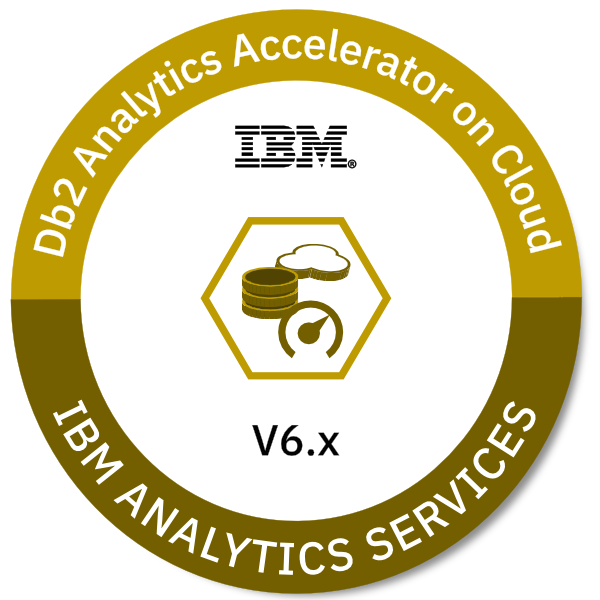 Db2 Analytics Accelerator on Cloud
IBM®
V6.x
IBM ANALYTICS SERVICES